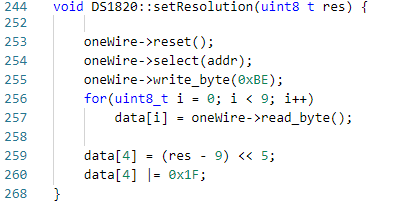 244 void DS1820::setResolution(uint8 t res) {
252
253 oneWire->reset();
254 oneWire->select(addr);
255 oneWire->write_byte(0xBE);
256 for(uint8_t i = 0; i < 9; i++)
257 data[i] = oneWire->read_byte();
258
259 data[4] = (res - 9) << 5;
260 data[4] |= 0x1F;
268 }